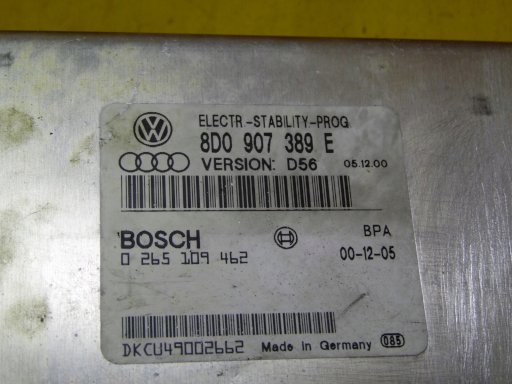 ELECTR.-STABILITY-PROG.
8D0 907 389 E
VERSION: D56 05.12.00
BOSCH BPA
0 265 109 462 00-12-05
DKCU49002662 Made in Germany 085